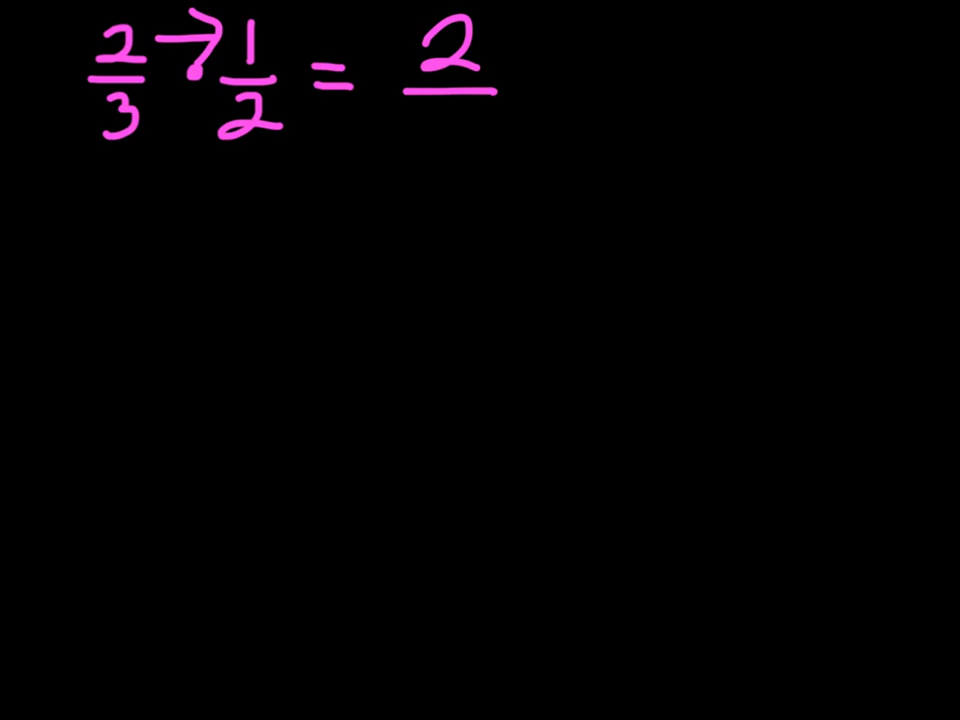 2/3 → · 1/2 = 2/